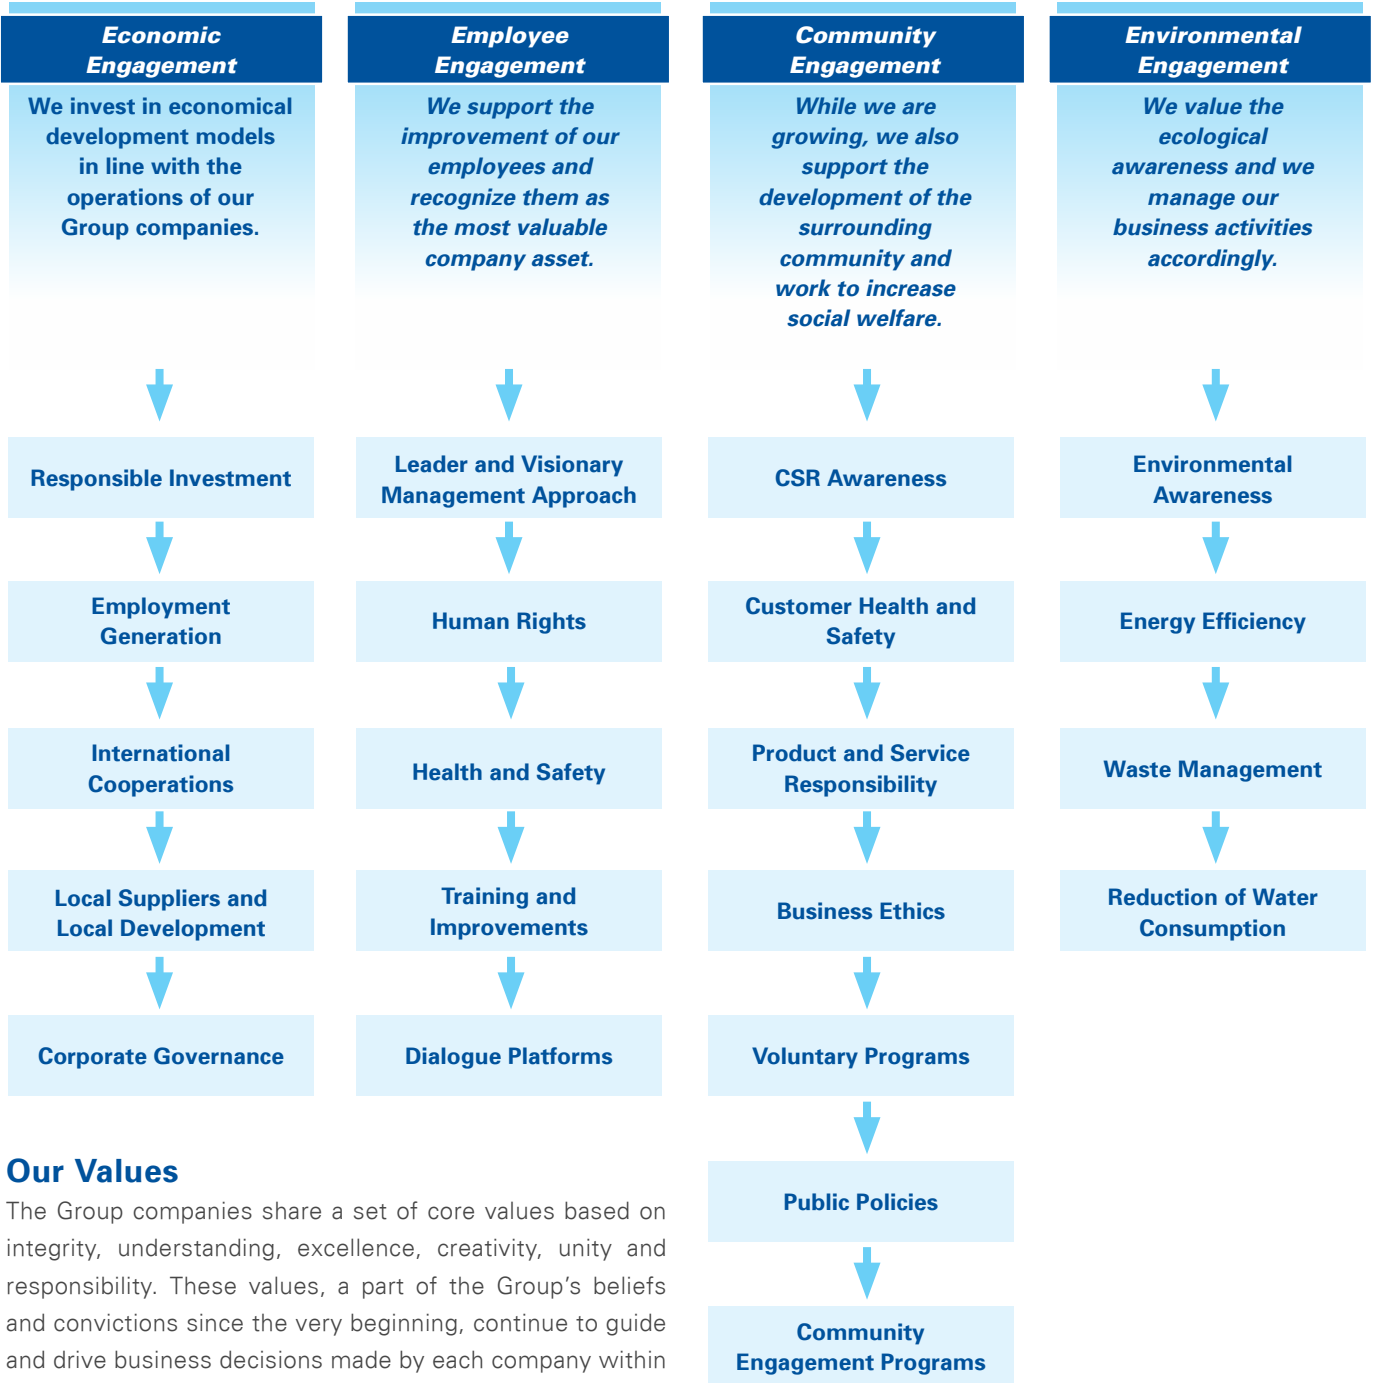 Economic
Engagement
We invest in economical
development models
in line with the
operations of our
Group companies.
Responsible Investment
Employment
Generation
International
Cooperations
Local Suppliers and
Local Development
Corporate Governance
Employee
Engagement
We support the
improvement of our
employees and
recognize them as
the most valuable
company asset.
Leader and Visionary
Management Approach
Human Rights
Health and Safety
Training and
Improvements
Dialogue Platforms
Community
Engagement
While we are
growing, we also
support the
development of the
surrounding
community and
work to increase
social welfare.
CSR Awareness
Customer Health and
Safety
Product and Service
Responsibility
Business Ethics
Voluntary Programs
Public Policies
Community
Engagement Programs
Environmental
Engagement
We value the
ecological
awareness and we
manage our
business activities
accordingly.
Environmental
Awareness
Energy Efficiency
Waste Management
Reduction of Water
Consumption
Our Values
The Group companies share a set of core values based on
integrity, understanding, excellence, creativity, unity and
responsibility. These values, a part of the Group's beliefs
and convictions since the very beginning, continue to guide
and drive business decisions made by each company within